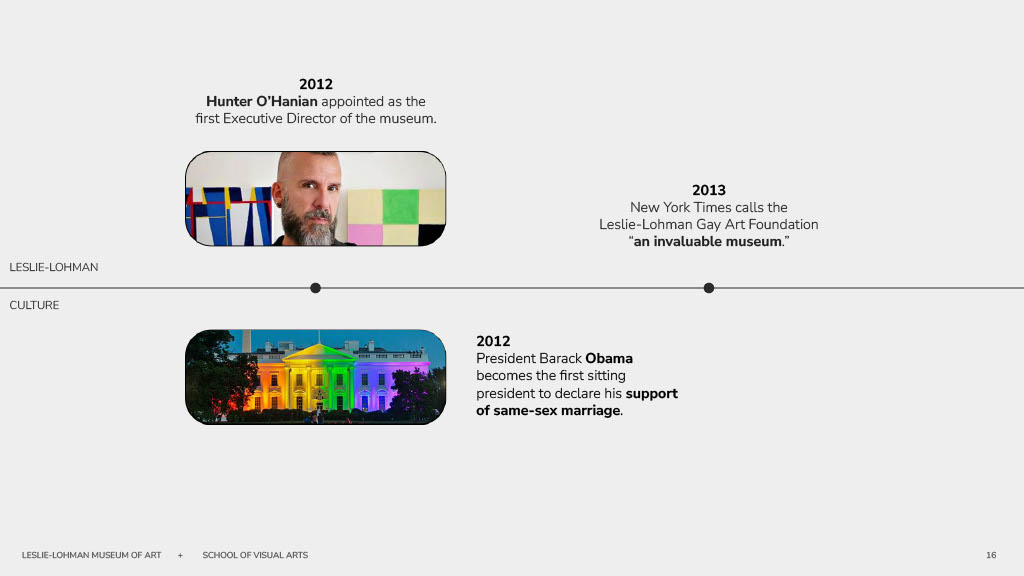 2012
Hunter O’Hanian appointed as the
first Executive Director of the museum.
2013
New York Times calls the
Leslie-Lohman Gay Art Foundation
“an invaluable museum.”
LESLIE-LOHMAN
CULTURE
2012
President Barack Obama
becomes the first sitting
president to declare his support
of same-sex marriage.
LESLIE-LOHMAN MUSEUM OF ART + SCHOOL OF VISUAL ARTS
16